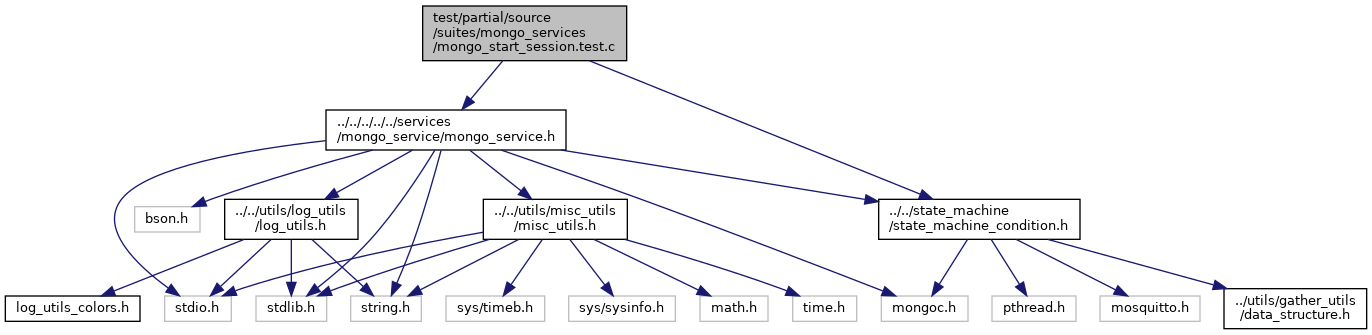 test/partial/source
/suites/mongo_services
/mongo_start_session.test.c
../../../../../services
/mongo_service/mongo_service.h
bson.h
../../utils/log_utils
/log_utils.h
../../utils/misc_utils
/misc_utils.h
../../state_machine
/state_machine_condition.h
log_utils_colors.h
stdio.h
stdlib.h
string.h
sys/timeb.h
sys/sysinfo.h
math.h
time.h
mongoc.h
pthread.h
mosquitto.h
../utils/gather_utils
/data_structure.h